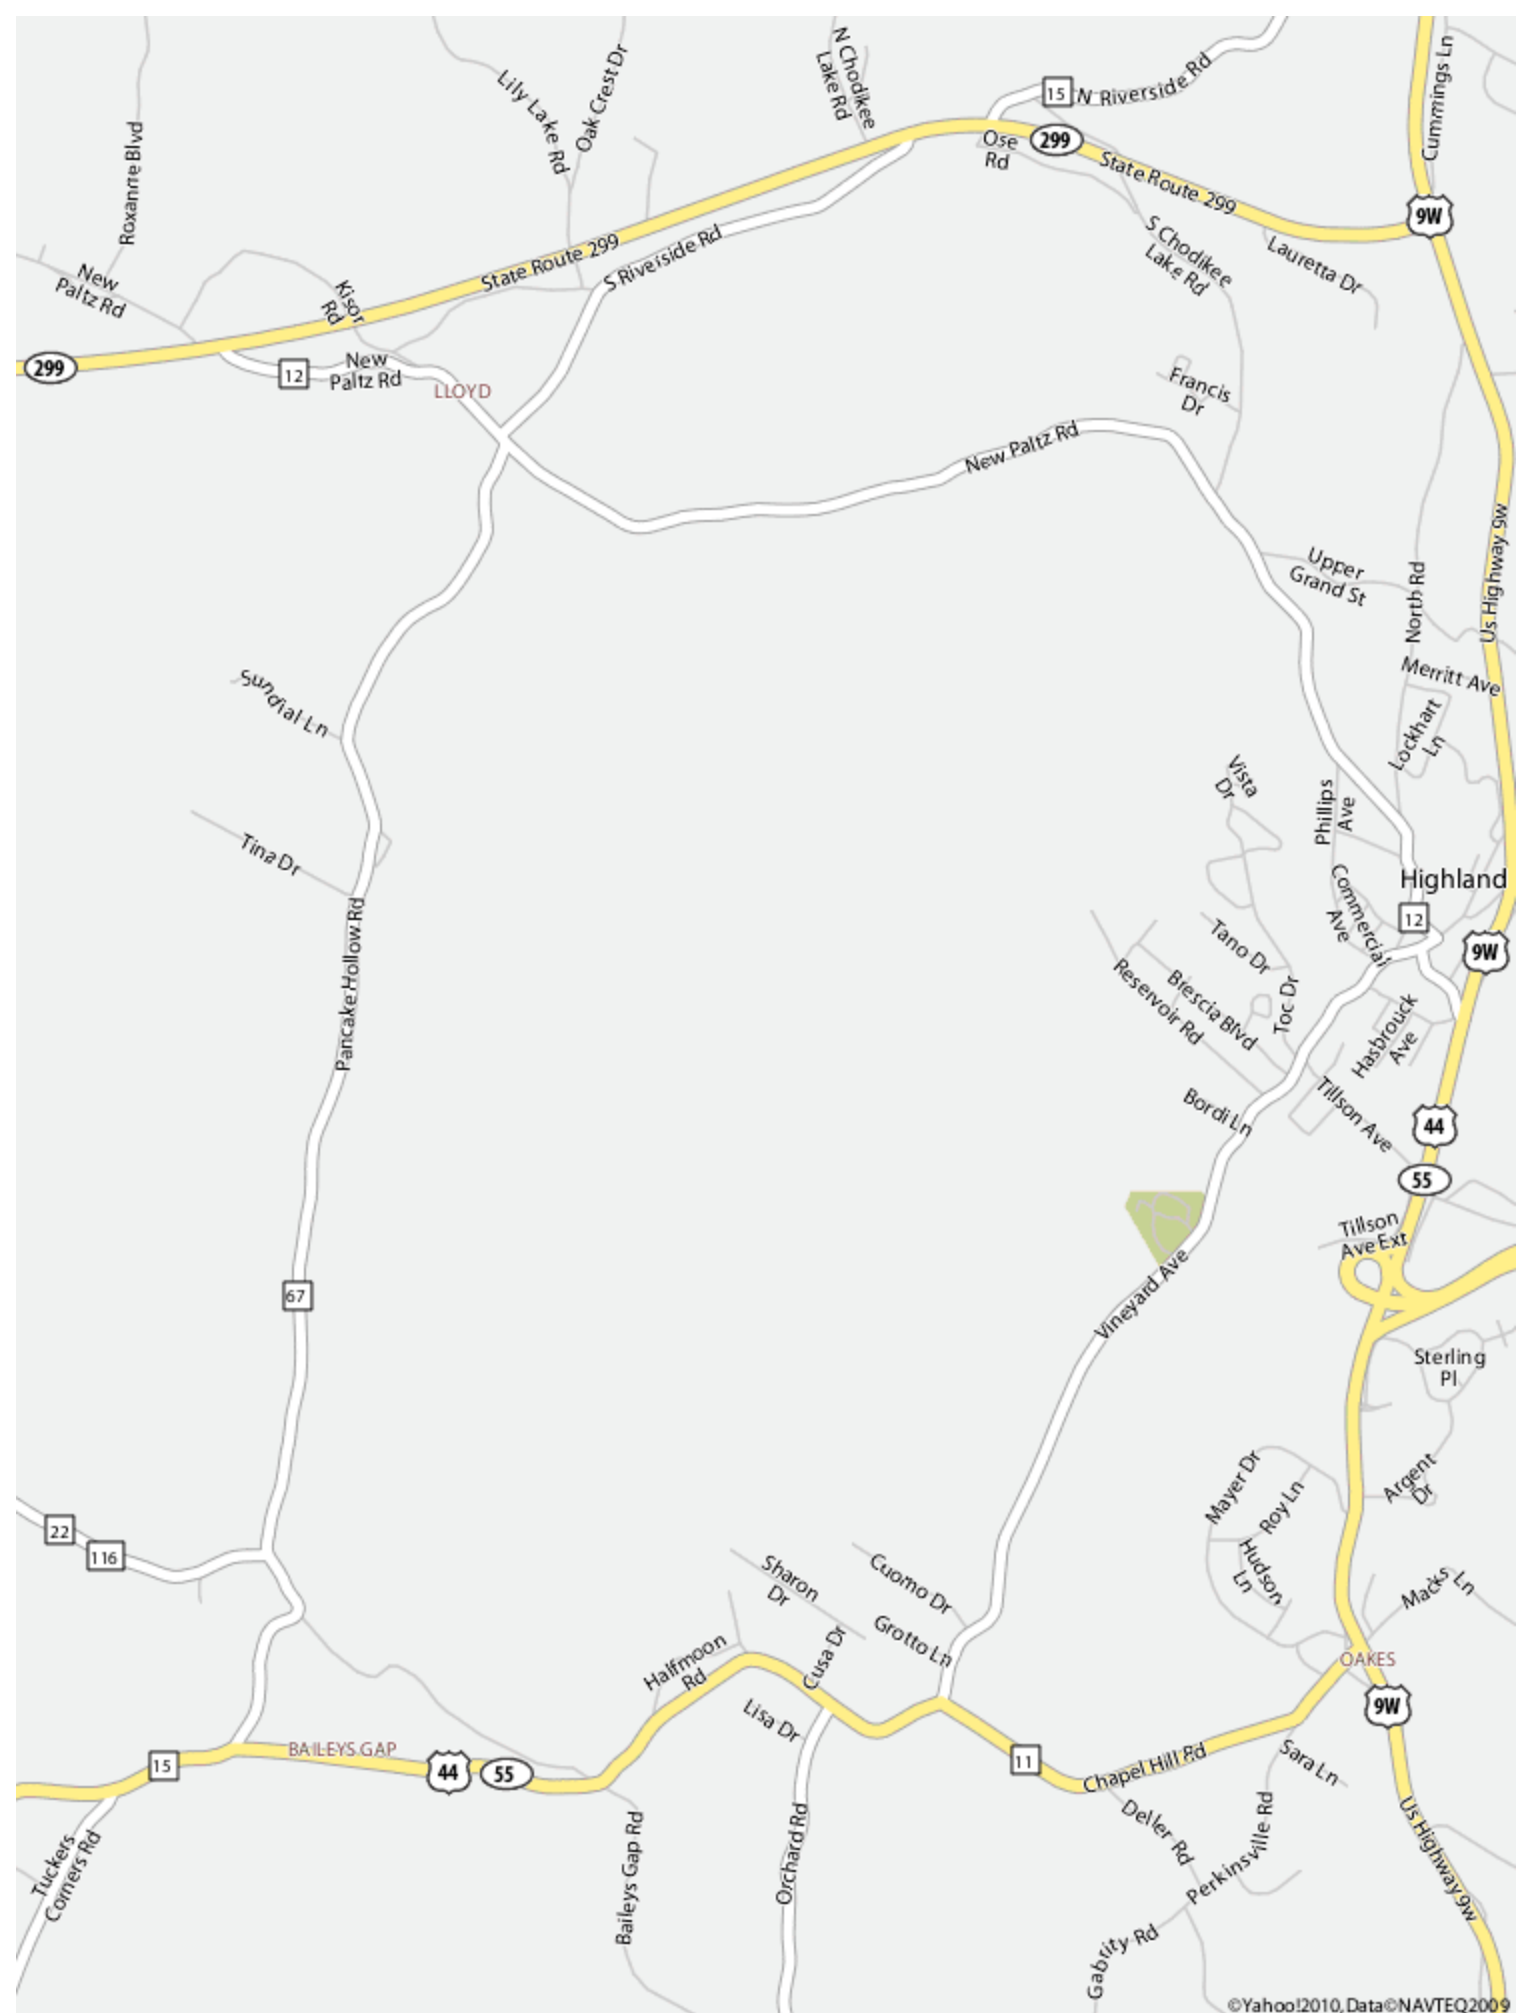 N Chodikee
Lake Rd
Cummings Ln
Lily Lake Rd
Oak Crest Dr
15
N Riverside Rd
Roxanne Blvd
Ose
Rd
299
State Route 299
9W
New
Paltz Rd
Kisor
Rd
State Route 299
S Riverside Rd
S Chodikee
Lake Rd
Lauretta Dr
299
12
New
Paltz Rd
LLOYD
Francis
Dr
New Paltz Rd
Upper
Grand St
North Rd
Us Highway 9w
Sundial Ln
Merritt Ave
Lockhart
Ln
Vista
Dr
Phillips
Ave
Tina Dr
Highland
Commercial
Ave
12
Pancake Hollow Rd
Tano Dr
9W
Reservoir Rd
Brescia Blvd
Toc Dr
Hasbrouck
Ave
Bordi Ln
Tillson Ave
44
55
Tillson
Ave Ext
67
Vineyard Ave
Sterling
Pl
Mayer Dr
Roy Ln
Argent
Dr
22
116
Sharon
Dr
Cuomo Dr
Hudson
Ln
Macks Ln
Grotto Ln
Halfmoon
Rd
Cusa Dr
OAKES
Lisa Dr
9W
BAILEYS GAP
15
44
55
11
Chapel Hill Rd
Sara Ln
Tuckers
Corners Rd
Baileys Gap Rd
Orchard Rd
Deller Rd
Perkinsville Rd
Us Highway 9w
Gabrity Rd
©Yahoo!2010, Data©NAVTEQ2009